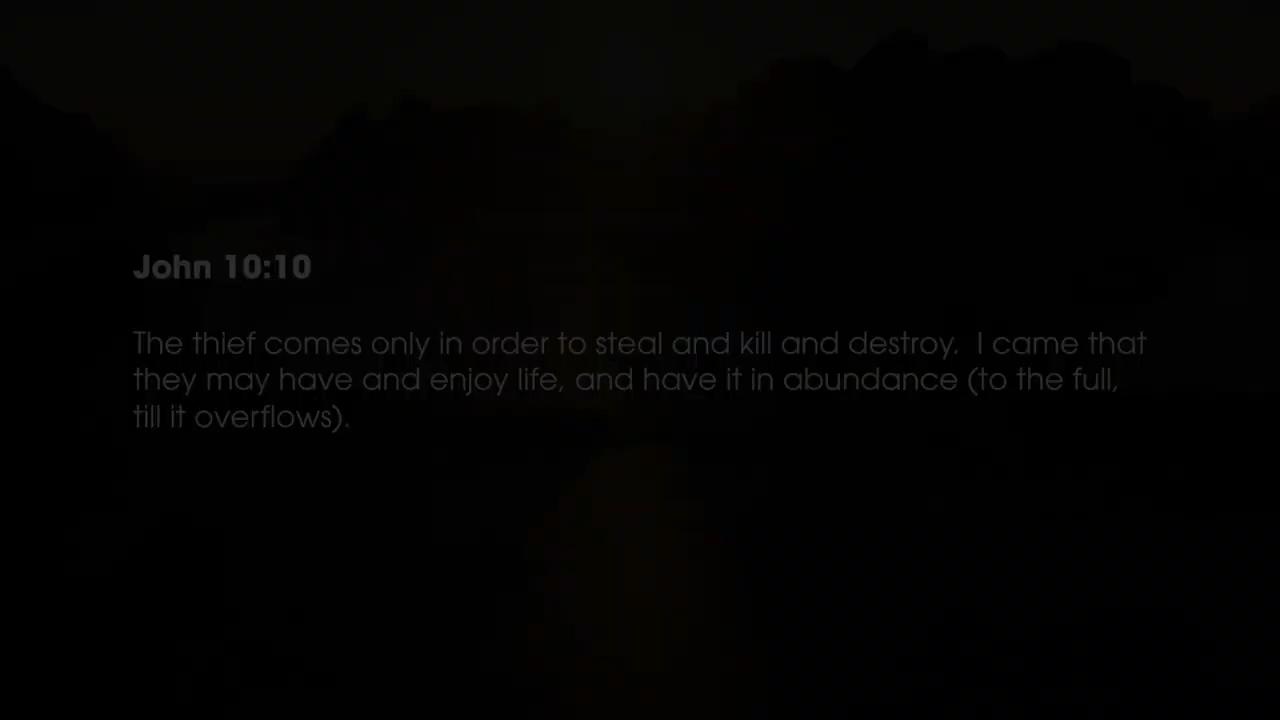 John 10:10
The thief comes only in order to steal and kill and destroy.  I came that
they may have and enjoy life, and have it in abundance (to the full,
till it overflows).